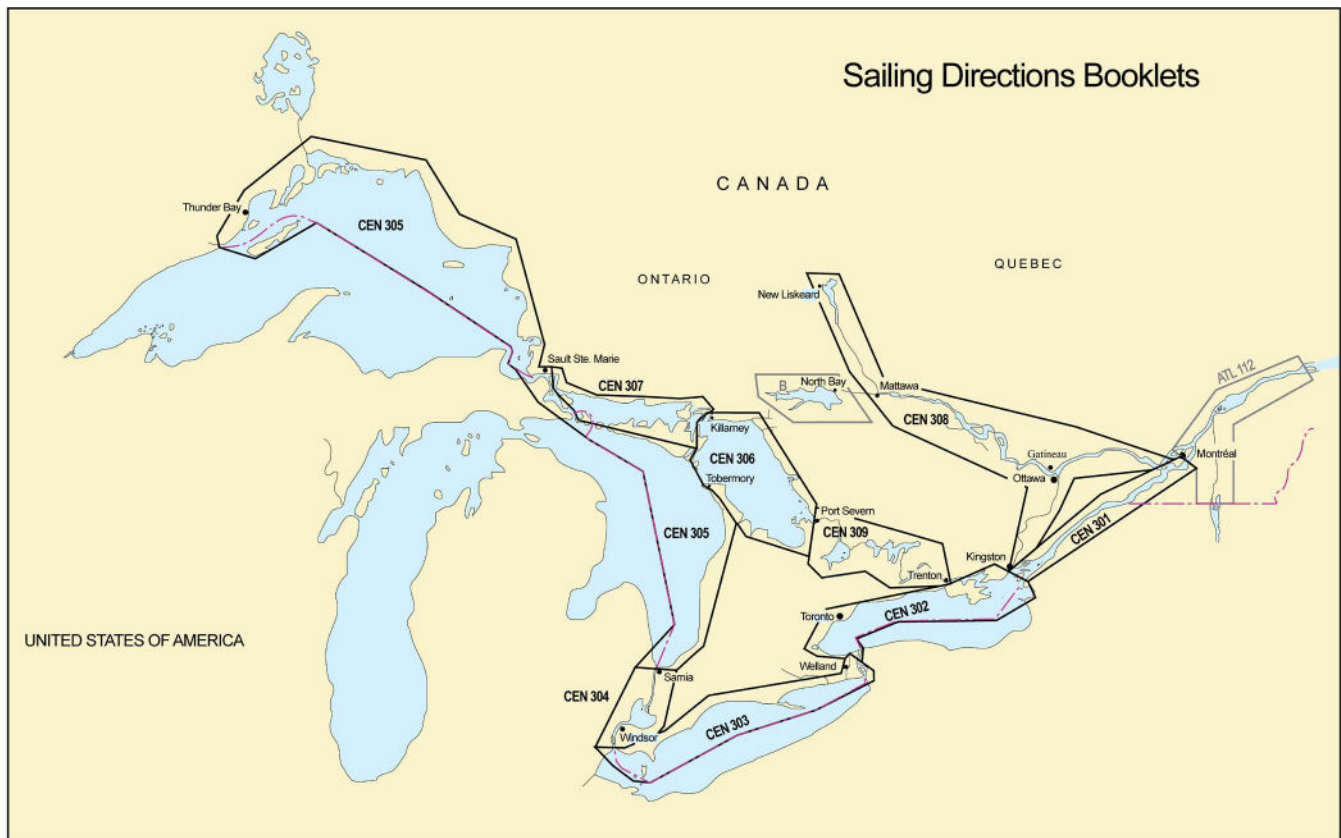 Sailing Directions Booklets
CANADA
Thunder Bay
CEN 305
QUEBEC
ONTARIO
New Liskeard
Sault Ste. Marie
ATL 112
CEN 307
B
North Bay
Mattawa
Killarney
CEN 308
CEN 306
Gatineau
Montréal
Tobermory
Ottawa
Port Severn
CEN 305
CEN 309
CEN 301
Kingston
Trenton
CEN 302
Toronto
UNITED STATES OF AMERICA
Welland
Sarnia
CEN 304
CEN 303
Windsor